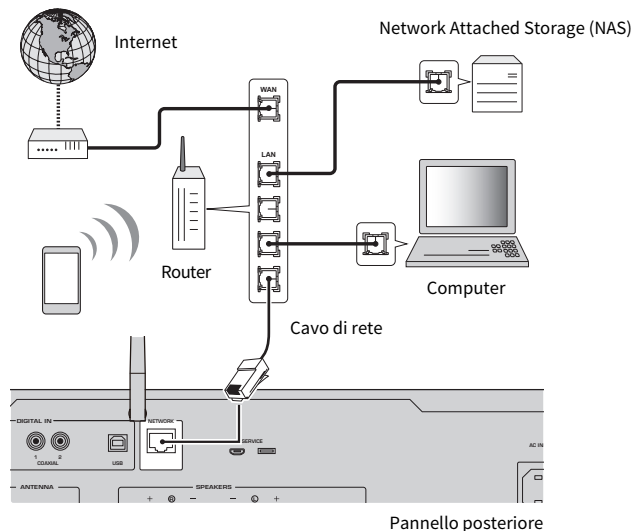 Internet
Network Attached Storage (NAS)
WAN
LAN
Router
Computer
Cavo di rete
DIGITAL IN
NETWORK
1 2
COAXIAL
USB
SERVICE
AC IN
ANTENNA
SPEAKERS
+ R − − L +
Pannello posteriore